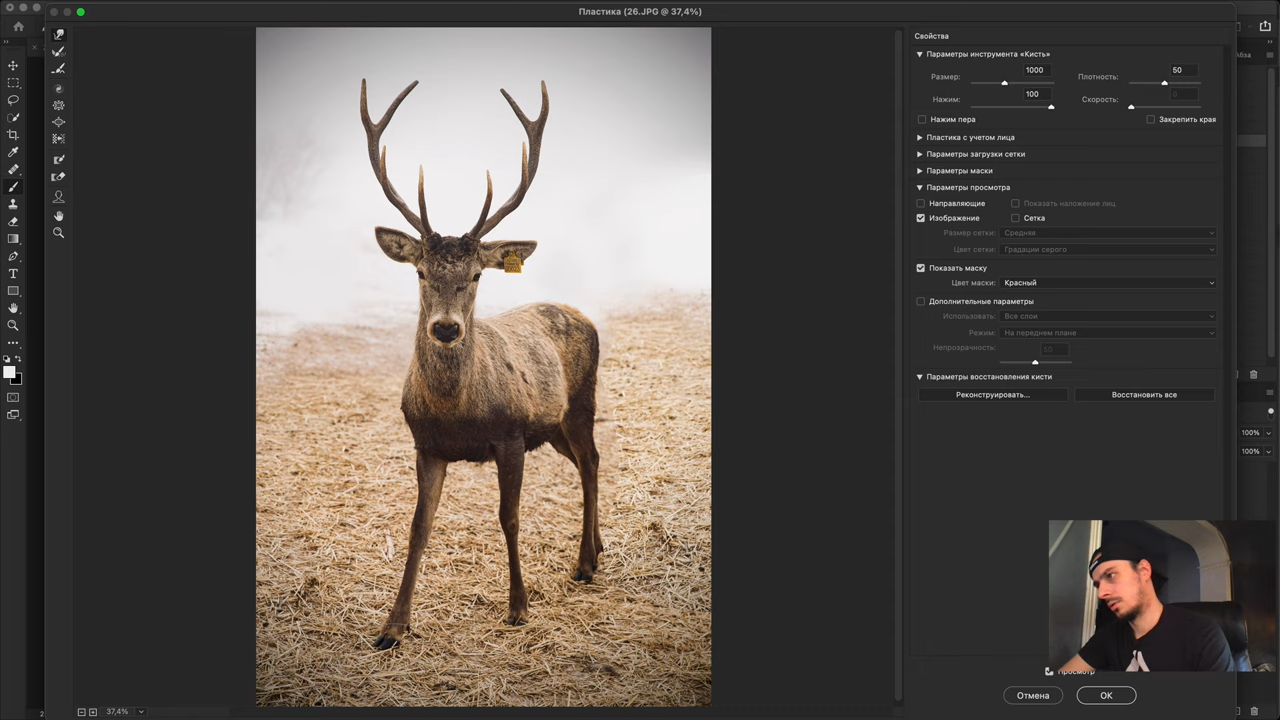 Пластика (26.JPG @ 37,4%)
Свойства
Параметры инструмента «Кисть»
Размер: 1000 Плотность: 50
Нажим: 100 Скорость: 0
Нажим пера Закрепить края
Пластика с учетом лица
Параметры загрузки сетки
Параметры маски
Параметры просмотра
Направляющие Показать наложение лиц
Изображение Сетка
Размер сетки: Средняя
Цвет сетки: Градации серого
Показать маску
Цвет маски: Красный
Дополнительные параметры
Использовать: Все слои
Режим: На переднем плане
Непрозрачность: 50
Параметры восстановления кисти
Реконструировать... Восстановить все
100%
100%
Просмотр
Отмена OK
37,4%